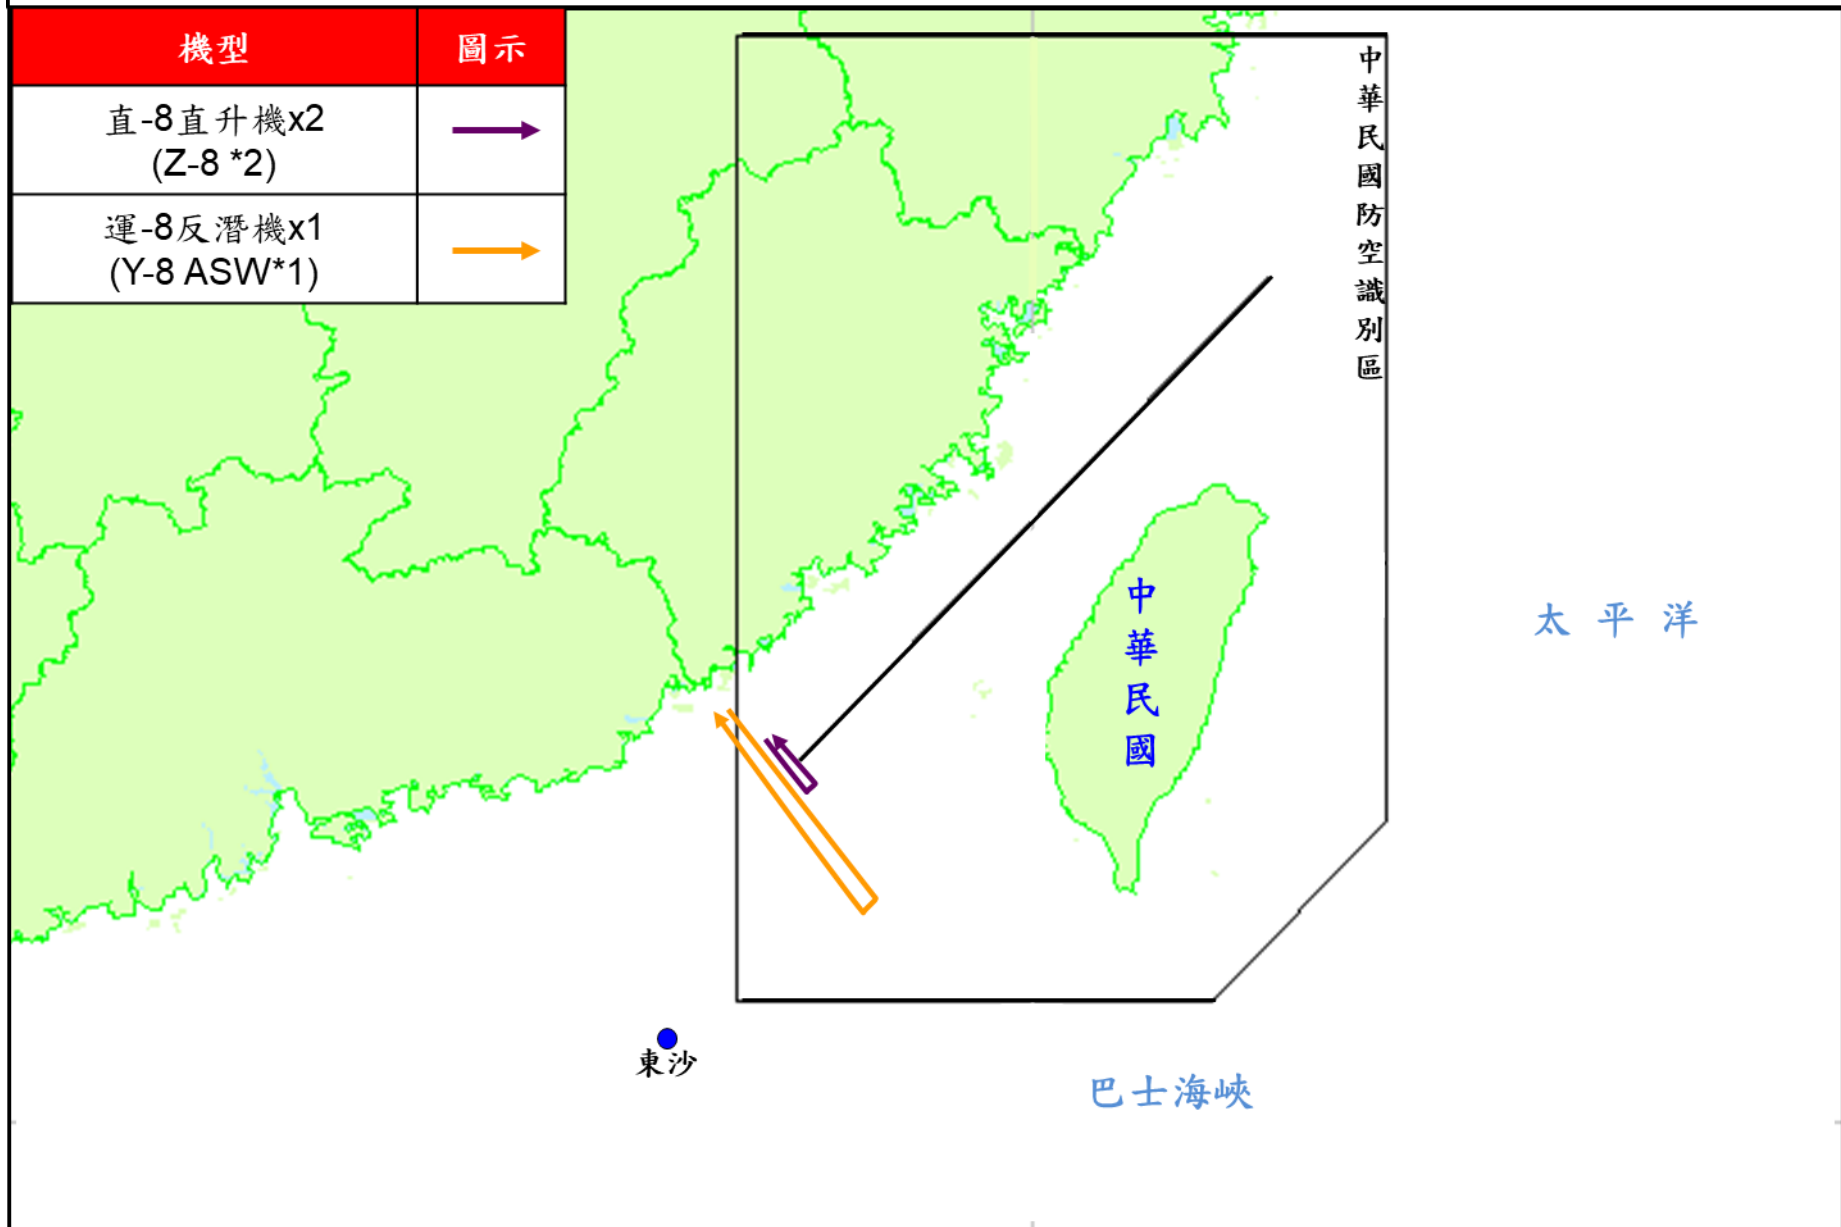 機型
圖示
直-8直升機x2
(Z-8 *2)
運-8反潛機x1
(Y-8 ASW*1)
中華民國防空識別區
中華民國
太平洋
東沙
巴士海峽